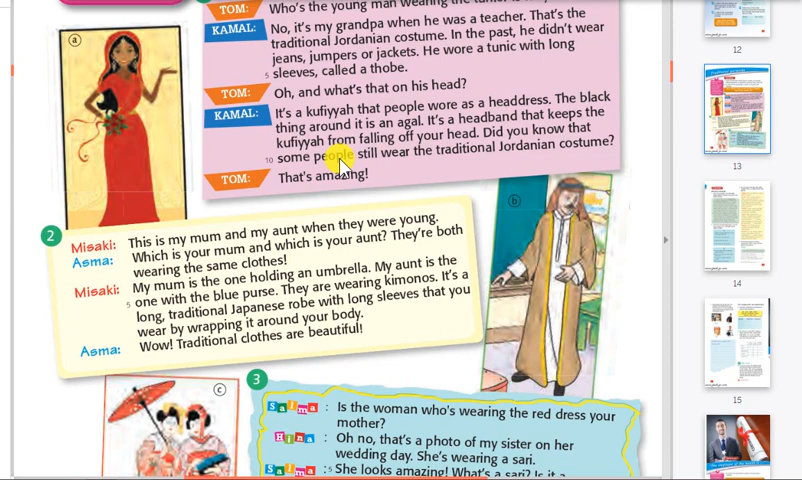 TOM: Who's the young man wearing the
KAMAL: No, it's my grandpa when he was a teacher. That's the
traditional Jordanian costume. In the past, he didn't wear
jeans, jumpers or jackets. He wore a tunic with long
5 sleeves, called a thobe.
TOM: Oh, and what's that on his head?
KAMAL: It's a kufiyyah that people wore as a headdress. The black
thing around it is an agal. It's a headband that keeps the
kufiyyah from falling off your head. Did you know that
10 some people still wear the traditional Jordanian costume?
TOM: That's amazing!
a
b
2
Misaki: This is my mum and my aunt when they were young.
Asma: Which is your mum and which is your aunt? They're both
wearing the same clothes!
Misaki: My mum is the one holding an umbrella. My aunt is the
5 one with the blue purse. They are wearing kimonos. It's a
long, traditional Japanese robe with long sleeves that you
wear by wrapping it around your body.
Asma: Wow! Traditional clothes are beautiful!
c
3
Salma : Is the woman who's wearing the red dress your
mother?
Hina : Oh no, that's a photo of my sister on her
wedding day. She's wearing a sari.
Salma :5 She looks amazing! What's a sari? Is it a
12
13
14
15